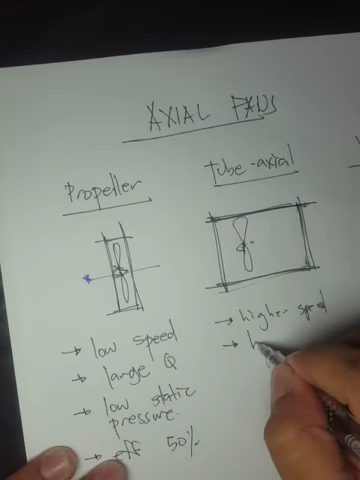 AXIAL FANS
Propeller
tube-axial
→ low speed
→ large Q
→ low static
pressure.
→ eff 50%
→ higher speed
→ h